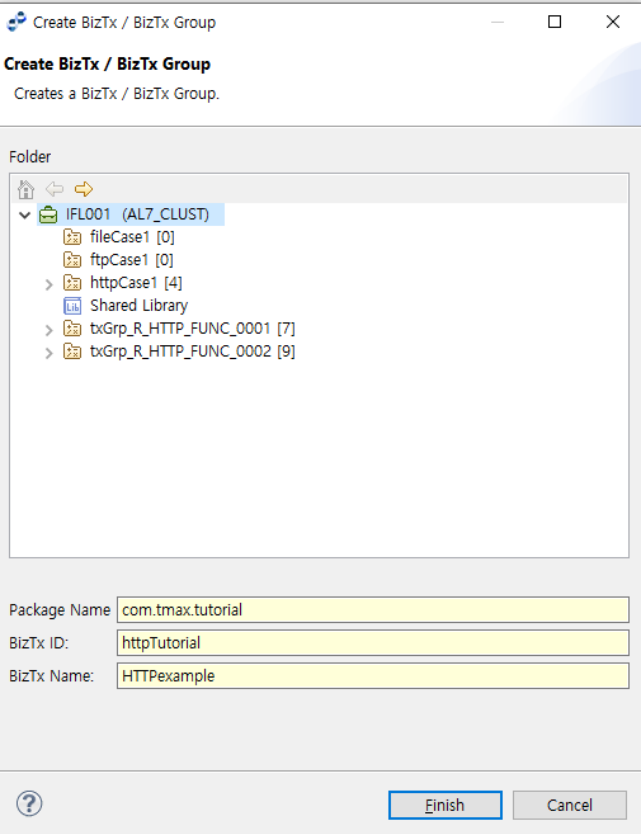 Create BizTx / BizTx Group
Create BizTx / BizTx Group
Creates a BizTx / BizTx Group.
Folder
IFL001 (AL7_CLUST)
fileCase1 [0]
ftpCase1 [0]
httpCase1 [4]
Lib Shared Library
txGrp_R_HTTP_FUNC_0001 [7]
txGrp_R_HTTP_FUNC_0002 [9]
Package Name com.tmax.tutorial
BizTx ID: httpTutorial
BizTx Name: HTTPexample
? Finish Cancel